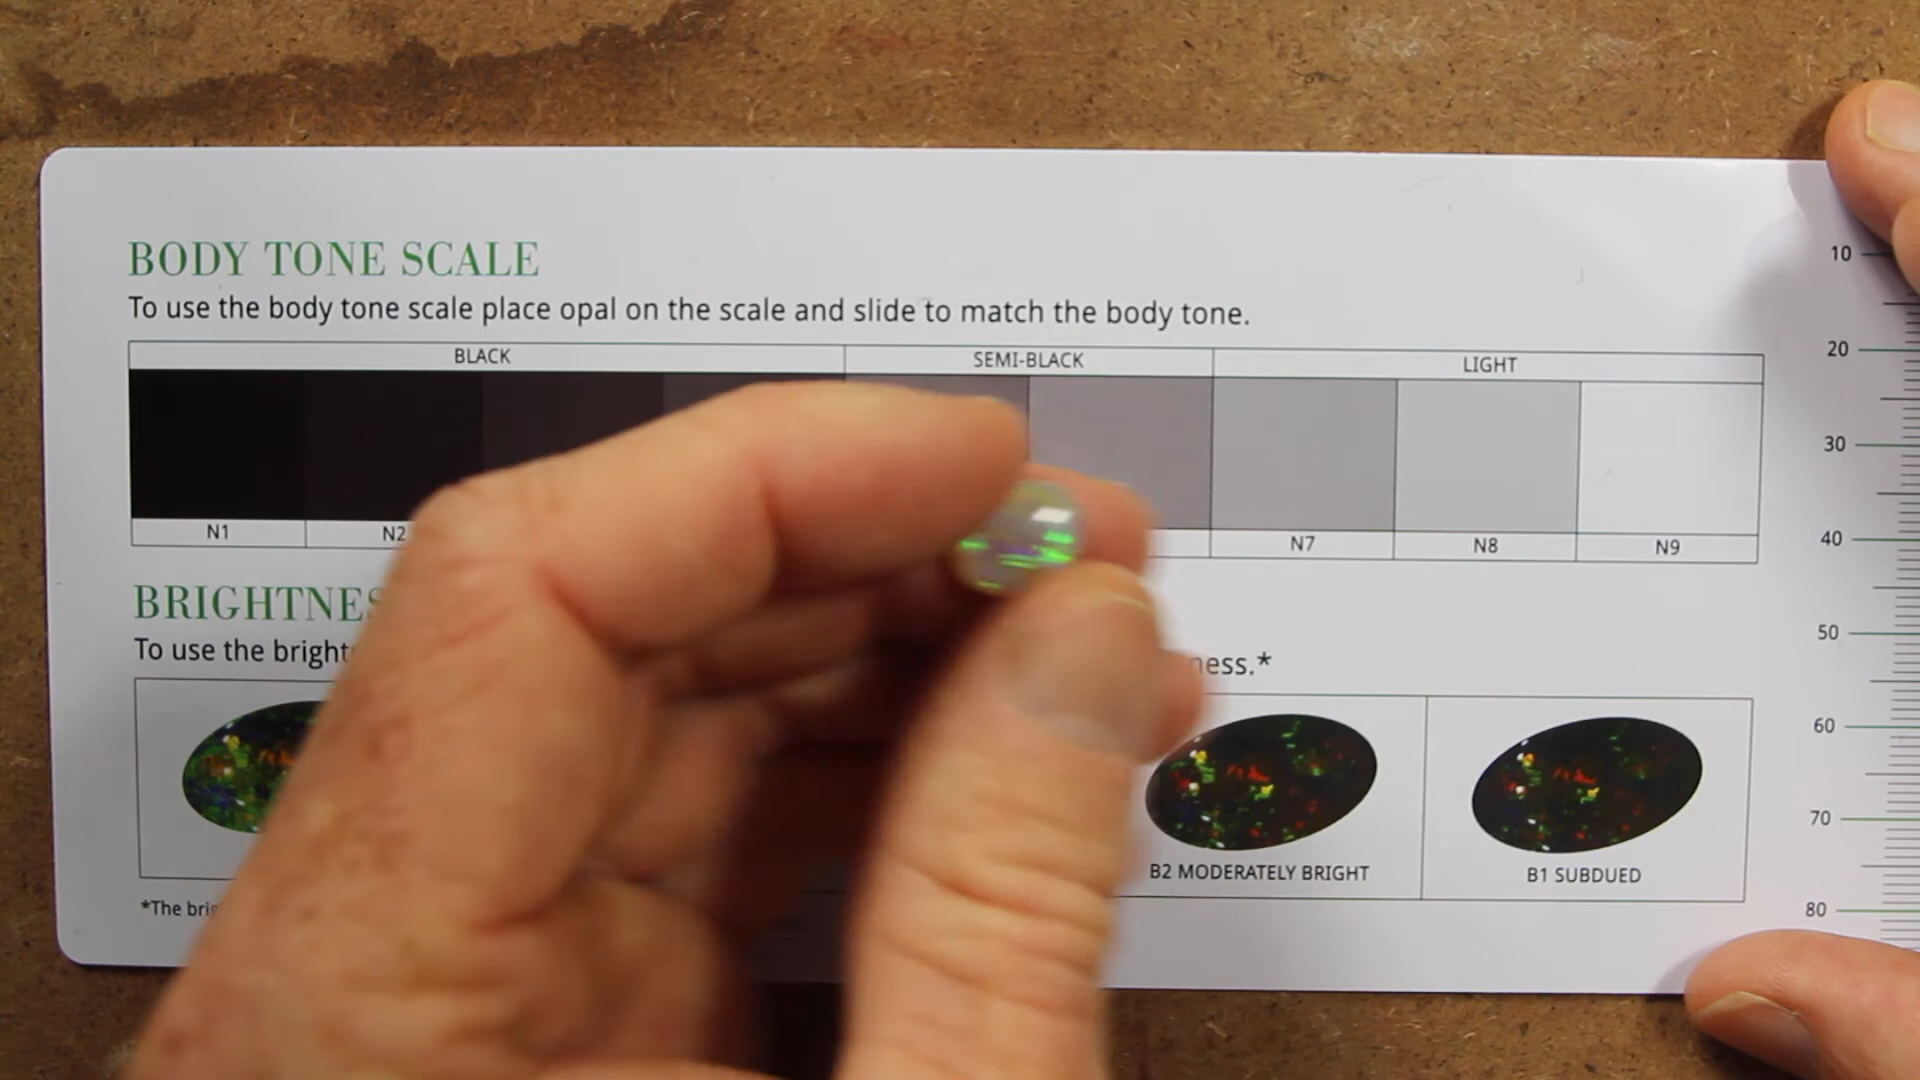 BODY TONE SCALE
To use the body tone scale place opal on the scale and slide to match the body tone.
BLACK SEMI-BLACK LIGHT
N1 N2 N7 N8 N9
BRIGHTNES
To use the bright ness.*
B2 MODERATELY BRIGHT B1 SUBDUED
*The brig
10
20
30
40
50
60
70
80